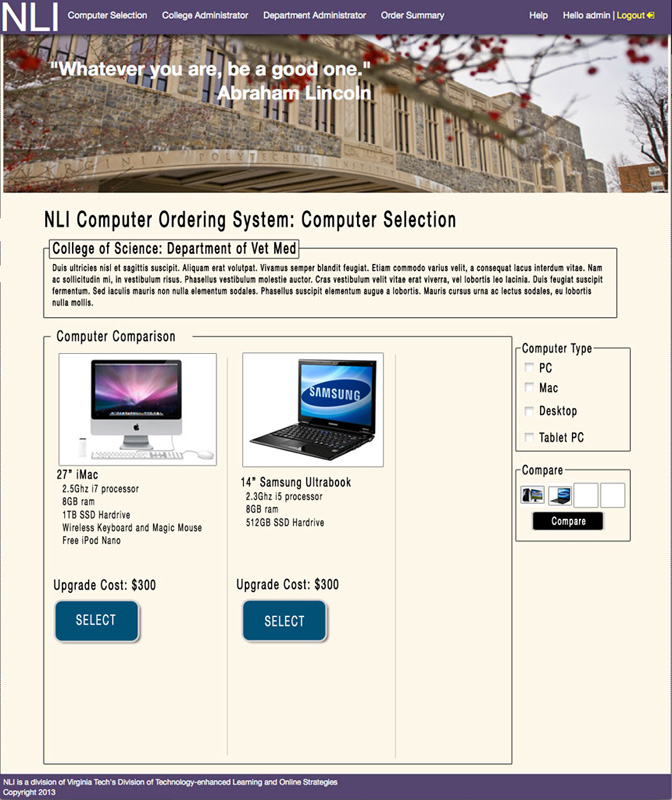 NLI Computer Selection College Administrator Department Administrator Order Summary Help Hello admin | Logout
"Whatever you are, be a good one."
Abraham Lincoln
VIRGINIA POLYTECHNIC
NLI Computer Ordering System: Computer Selection
College of Science: Department of Vet Med
Duis ultricies nisl et sagittis suscipit. Aliquam erat volutpat. Vivamus semper blandit feugiat. Etiam commodo varius velit, a consequat lacus interdum vitae. Nam
ac sollicitudin mi, in vestibulum risus. Phasellus vestibulum molestie auctor. Cras vestibulum velit vitae erat viverra, vel lobortis leo lacinia. Duis feugiat suscipit
fermentum. Sed iaculis mauris non nulla elementum sodales. Phasellus suscipit elementum augue a lobortis. Mauris cursus urna ac lectus sodales, eu lobortis
nulla mollis.
Computer Comparison
27" iMac
2.5Ghz i7 processor
8GB ram
1TB SSD Hardrive
Wireless Keyboard and Magic Mouse
Free iPod Nano
Upgrade Cost: $300
SELECT
SAMSUNG
14" Samsung Ultrabook
2.3Ghz i5 processor
8GB ram
512GB SSD Hardrive
Upgrade Cost: $300
SELECT
Computer Type
PC
Mac
Desktop
Tablet PC
Compare
Compare
NLI is a division of Virginia Tech's Division of Technology-enhanced Learning and Online Strategies
Copyright 2013